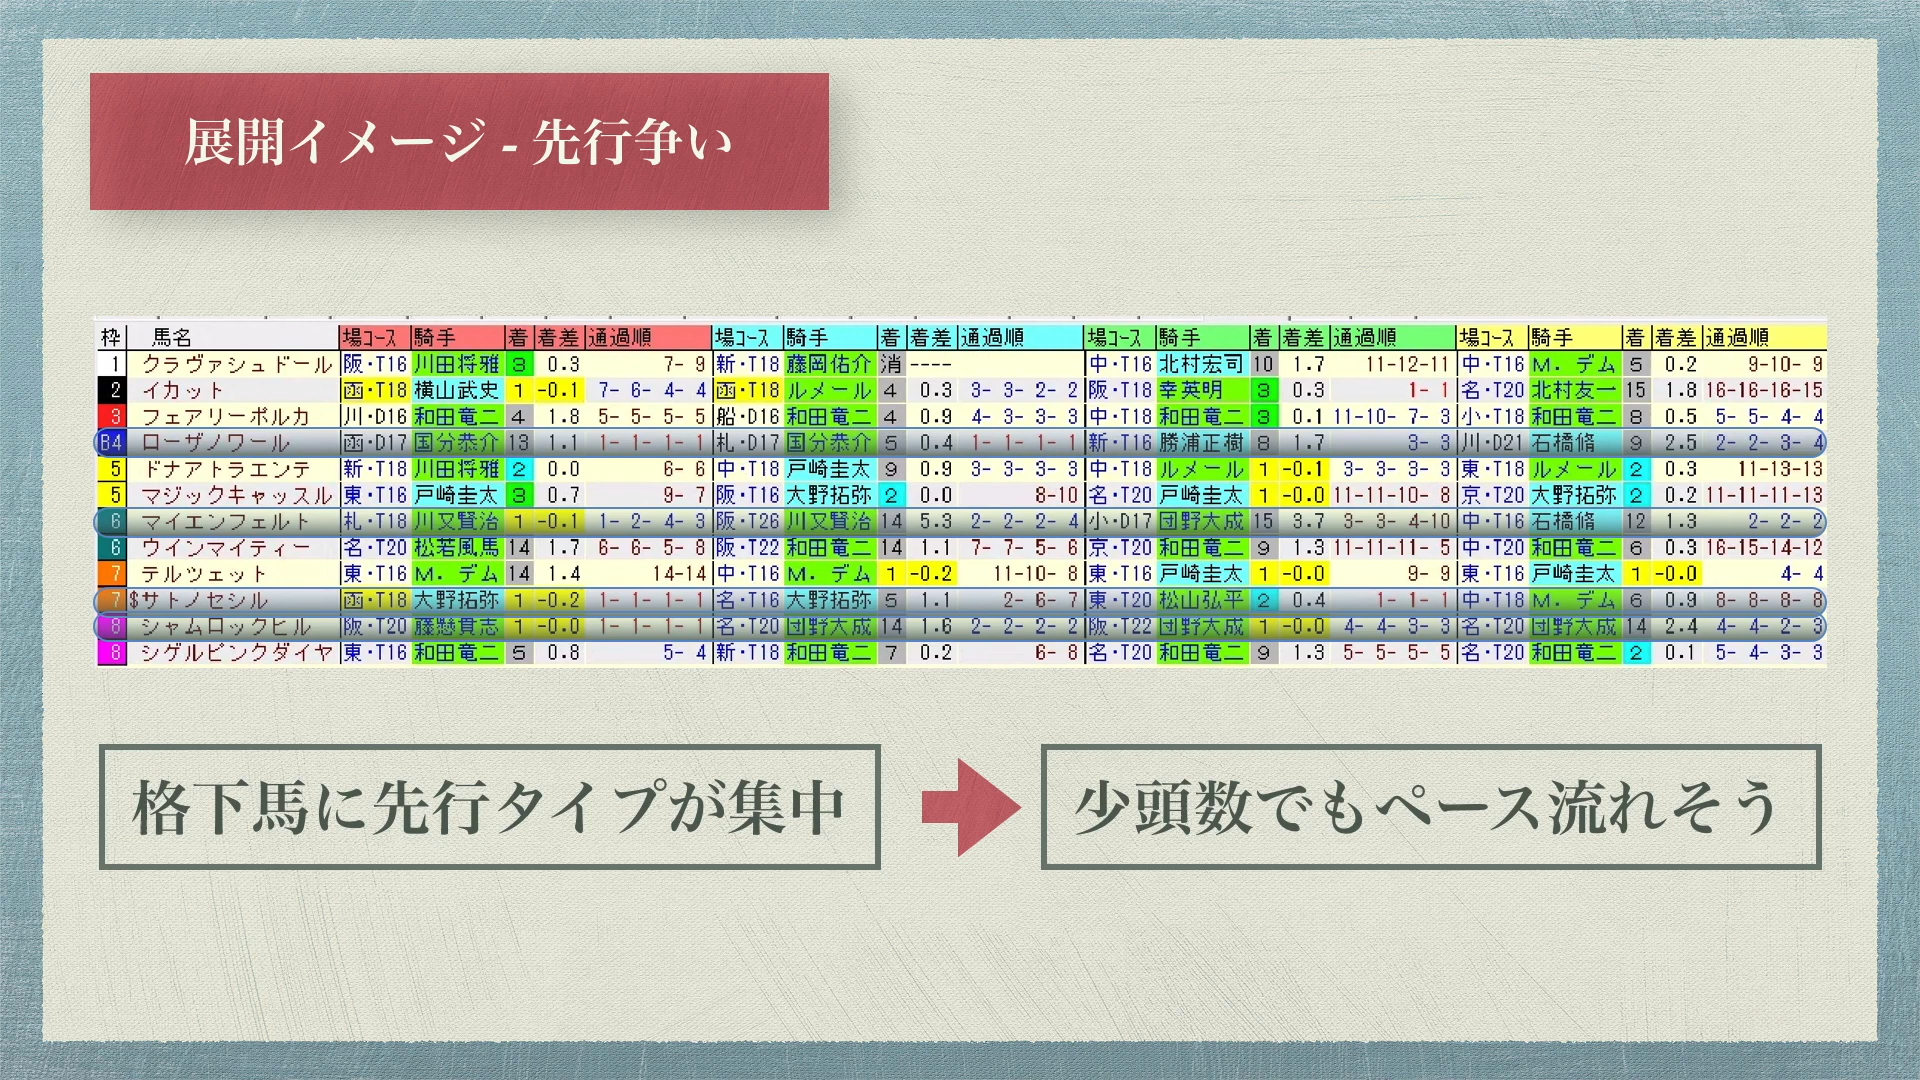 展開イメージ - 先行争い
枠 馬名 場コース 騎手 着 着差 通過順 場コース 騎手 着 着差 通過順 場コース 騎手 着 着差 通過順 場コース 騎手 着 着差 通過順
1 クラヴァシュドール 阪・T16 川田将雅 3 0.3 7- 9 新・T18 藤岡佑介 消 ---- 中・T16 北村宏司 10 1.7 11-12-11 中・T16 M. デム 5 0.2 9-10- 9
2 イカット 函・T18 横山武史 1 -0.1 7- 6- 4- 4 函・T18 ルメール 4 0.3 3- 3- 2- 2 阪・T18 幸英明 3 0.3 1- 1 名・T20 北村友一 15 1.8 16-16-16-15
3 フェアリーポルカ 川・D16 和田竜二 4 1.8 5- 5- 5- 5 船・D16 和田竜二 4 0.9 4- 3- 3- 3 中・T18 和田竜二 3 0.1 11-10- 7- 3 小・T18 和田竜二 8 0.5 5- 5- 4- 4
B4 ローザノワール 函・D17 国分恭介 13 1.1 1- 1- 1- 1 札・D17 国分恭介 5 0.4 1- 1- 1- 1 新・T16 勝浦正樹 8 1.7 3- 3 川・D21 石橋脩 9 2.5 2- 2- 3- 4
5 ドナアトラエンテ 新・T18 川田将雅 2 0.0 6- 6 中・T18 戸崎圭太 9 0.9 3- 3- 3- 3 中・T18 ルメール 1 -0.1 3- 3- 3- 3 東・T18 ルメール 2 0.3 11-13-13
5 マジックキャッスル 東・T16 戸崎圭太 3 0.7 9- 7 阪・T16 大野拓弥 2 0.0 8-10 名・T20 戸崎圭太 1 -0.0 11-11-10- 8 京・T20 大野拓弥 2 0.2 11-11-11-13
6 マイエンフェルト 札・T18 川又賢治 1 -0.1 1- 2- 4- 3 阪・T26 川又賢治 14 5.3 2- 2- 2- 4 小・D17 団野大成 15 3.7 3- 3- 4-10 中・T16 石橋脩 12 1.3 2- 2- 2
6 ウインマイティー 名・T20 松若風馬 14 1.7 6- 6- 5- 8 阪・T22 和田竜二 14 1.1 7- 7- 5- 6 京・T20 和田竜二 9 1.3 11-11-11- 5 中・T20 和田竜二 6 0.3 16-15-14-12
7 テルツェット 東・T16 M. デム 14 1.4 14-14 中・T16 M. デム 1 -0.2 11-10- 8 東・T16 戸崎圭太 1 -0.0 9- 9 東・T16 戸崎圭太 1 -0.0 4- 4
7 $サトノセシル 函・T18 大野拓弥 1 -0.2 1- 1- 1- 1 名・T16 大野拓弥 5 1.1 2- 6- 7 東・T20 松山弘平 2 0.4 1- 1- 1 中・T18 M. デム 6 0.9 8- 8- 8- 8
8 シャムロックヒル 阪・T20 藤懸貴志 1 -0.0 1- 1- 1- 1 名・T20 団野大成 14 1.6 2- 2- 2- 2 阪・T22 団野大成 1 -0.0 4- 4- 3- 3 名・T20 団野大成 14 2.4 4- 4- 2- 3
8 シゲルピンクダイヤ 東・T16 和田竜二 5 0.8 5- 4 新・T18 和田竜二 7 0.2 6- 8 名・T20 和田竜二 9 1.3 5- 5- 5- 5 名・T20 和田竜二 2 0.1 5- 4- 3- 3
格下馬に先行タイプが集中
少頭数でもペース流れそう